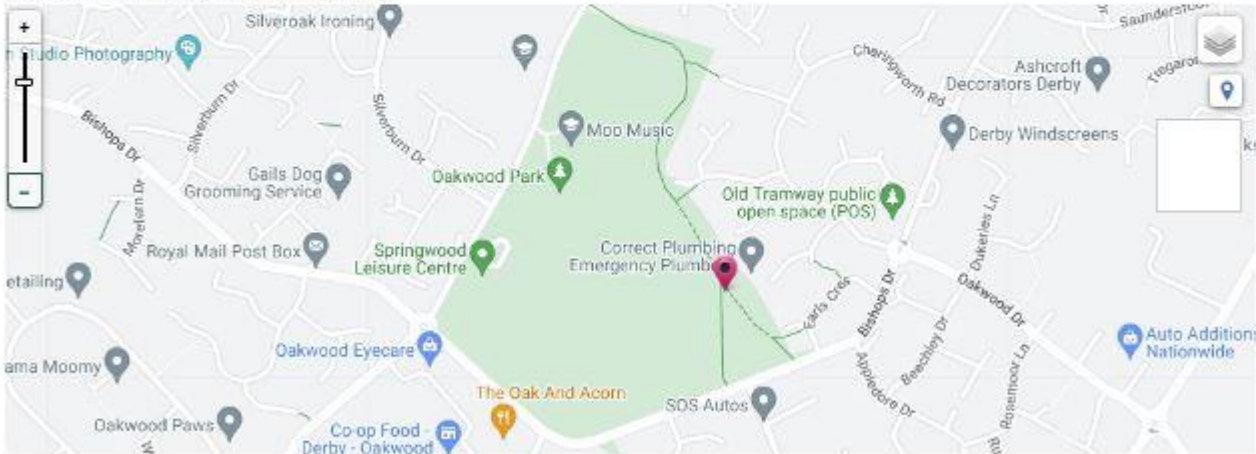 Silveroak Ironing
Studio Photography
Bishops Dr
Silverburn Dr
Silverburn Dr
Moo Music
Oakwood Park
Gails Dog
Grooming Service
Morefern Dr
Royal Mail Post Box
Springwood
Leisure Centre
Cheringworth Rd
Ashcroft
Decorators Derby
Derby Windscreens
Old Tramway public
open space (POS)
Correct Plumbing
Emergency Plumb
Dukeries Ln
Earls Cres
Bishops Dr
Oakwood Dr
Beechley Dr
Appledore Dr
Rosemoor Ln
Auto Additions
Nationwide
etailing
Oakwood Eyecare
ama Moomy
The Oak And Acorn
SOS Autos
Oakwood Paws
Co-op Food -
Derby - Oakwood